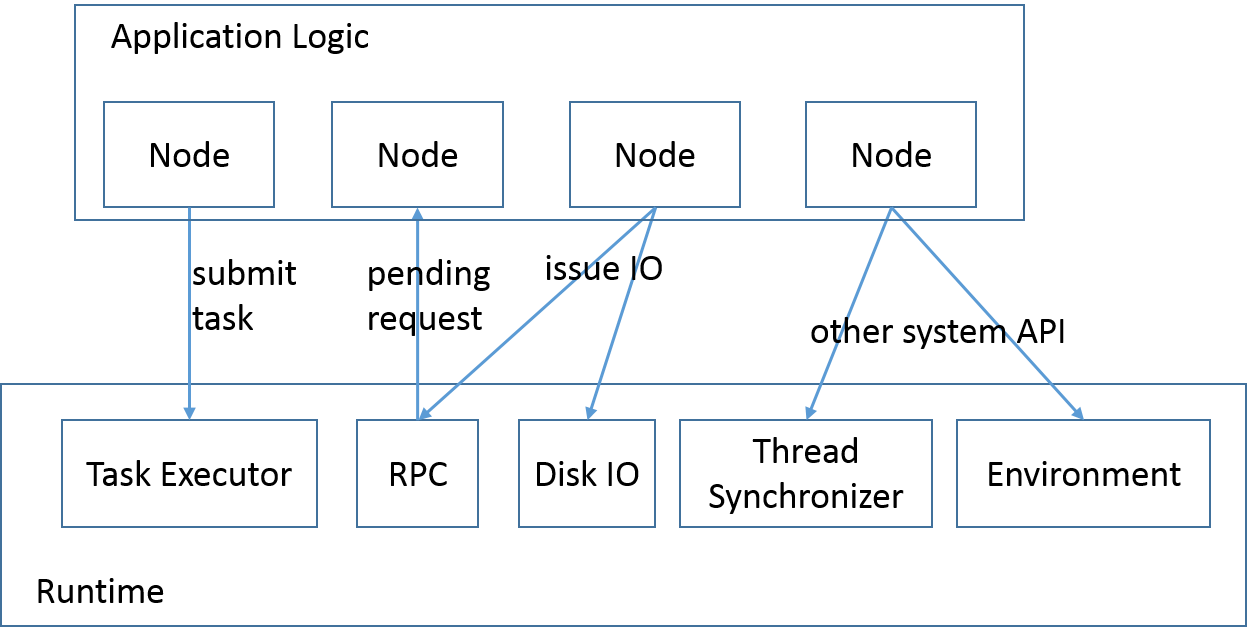 Application Logic
Node
Node
Node
Node
submit
task
pending
request
issue IO
other system API
Task Executor
RPC
Disk IO
Thread
Synchronizer
Environment
Runtime